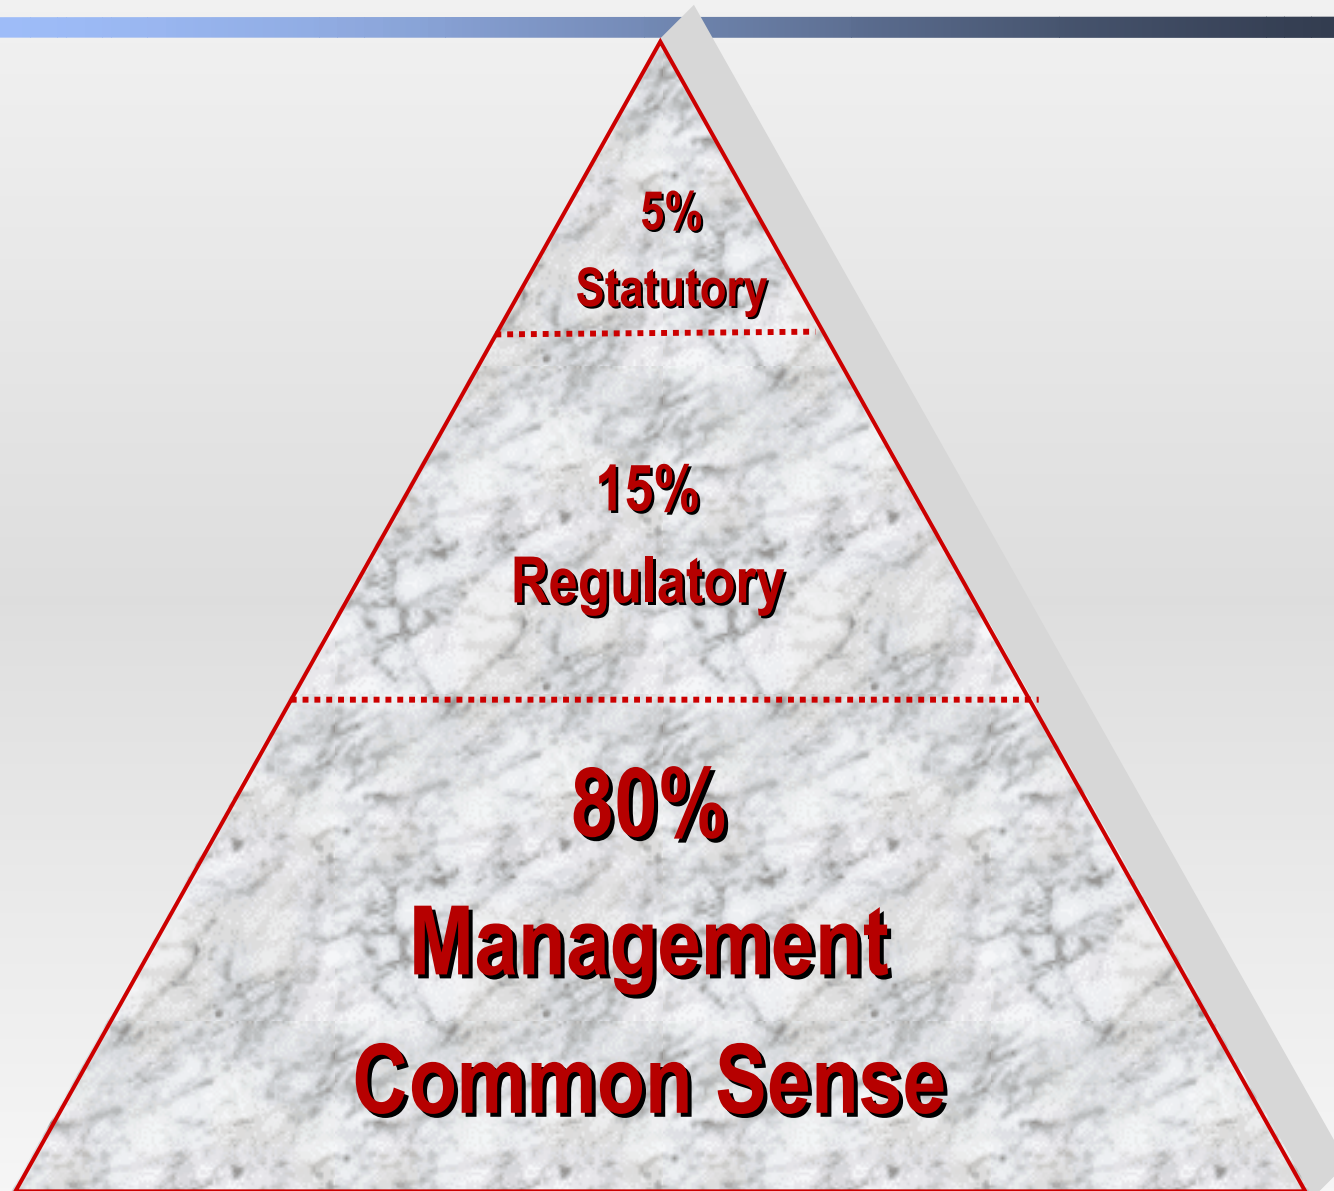 5%
Statutory
15%
Regulatory
80%
Management
Common Sense